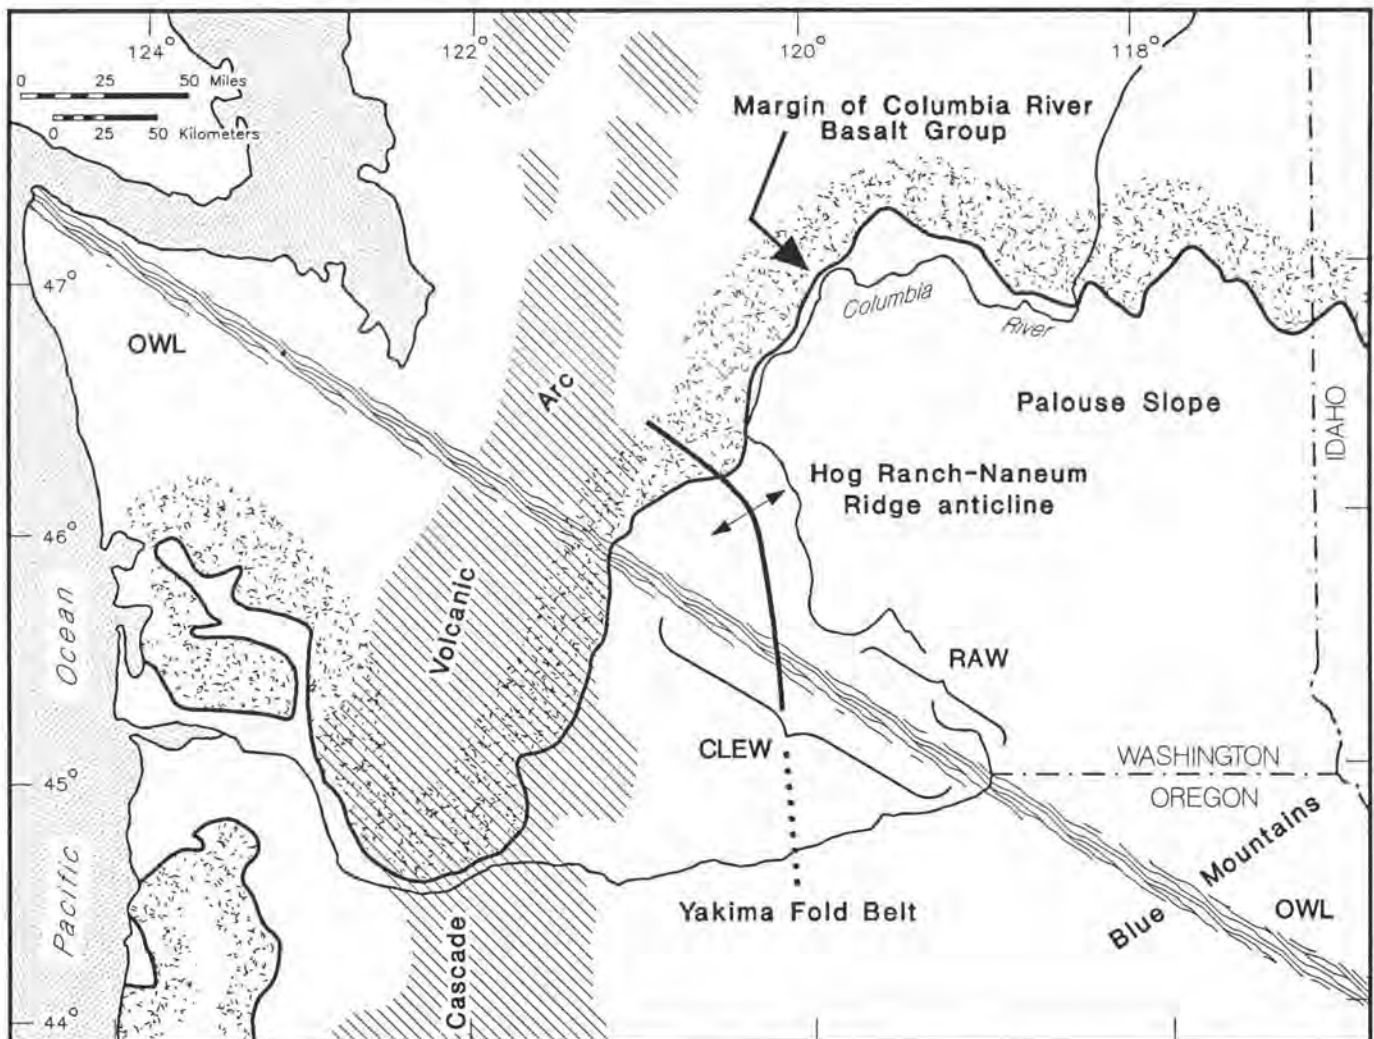 124°
122°
120°
118°
0 25 50 Miles
0 25 50 Kilometers
Margin of Columbia River
Basalt Group
47°
Columbia
River
OWL
Arc
Palouse Slope
IDAHO
Hog Ranch-Naneum
Ridge anticline
46°
Volcanic
Ocean
RAW
CLEW
WASHINGTON
45°
OREGON
Mountains
Yakima Fold Belt
OWL
Blue
Pacific
Cascade
44°